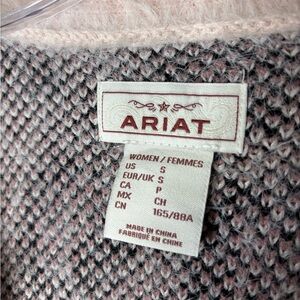 ARIAT
WOMEN / FEMMES
US S
EUR/UK S
CA P
MX CH
CN 165/88A
MADE IN CHINA
FABRIQUÉ EN CHINE